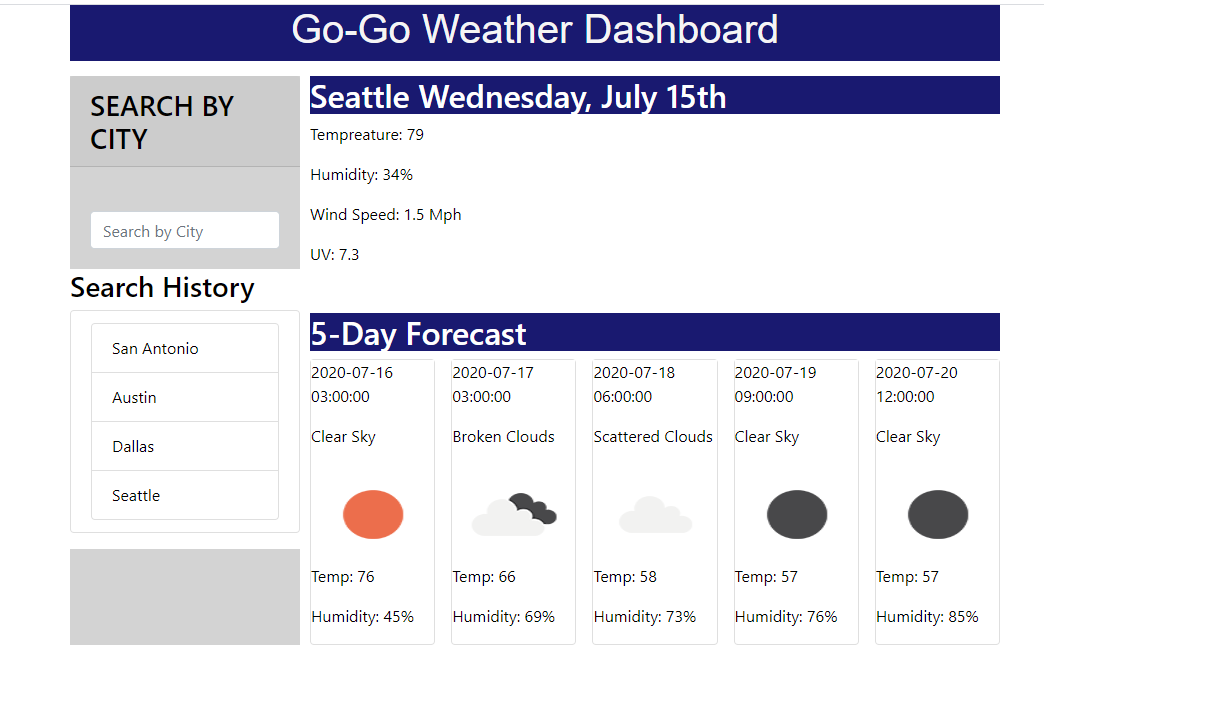 Go-Go Weather Dashboard
SEARCH BY
CITY
Search by City
Search History
San Antonio
Austin
Dallas
Seattle
Seattle Wednesday, July 15th
Tempreature: 79
Humidity: 34%
Wind Speed: 1.5 Mph
UV: 7.3
5-Day Forecast
2020-07-16
03:00:00
Clear Sky
Temp: 76
Humidity: 45%
2020-07-17
03:00:00
Broken Clouds
Temp: 66
Humidity: 69%
2020-07-18
06:00:00
Scattered Clouds
Temp: 58
Humidity: 73%
2020-07-19
09:00:00
Clear Sky
Temp: 57
Humidity: 76%
2020-07-20
12:00:00
Clear Sky
Temp: 57
Humidity: 85%